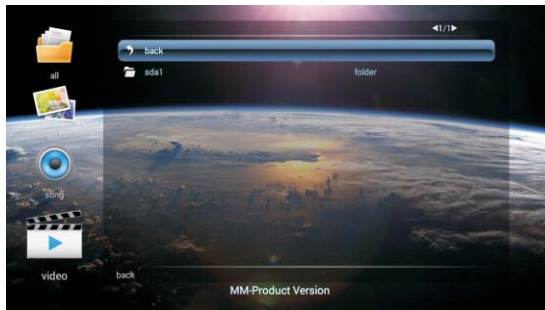 ◀1/1▶
back
all
sda1 folder
song
video
back
MM-Product Version